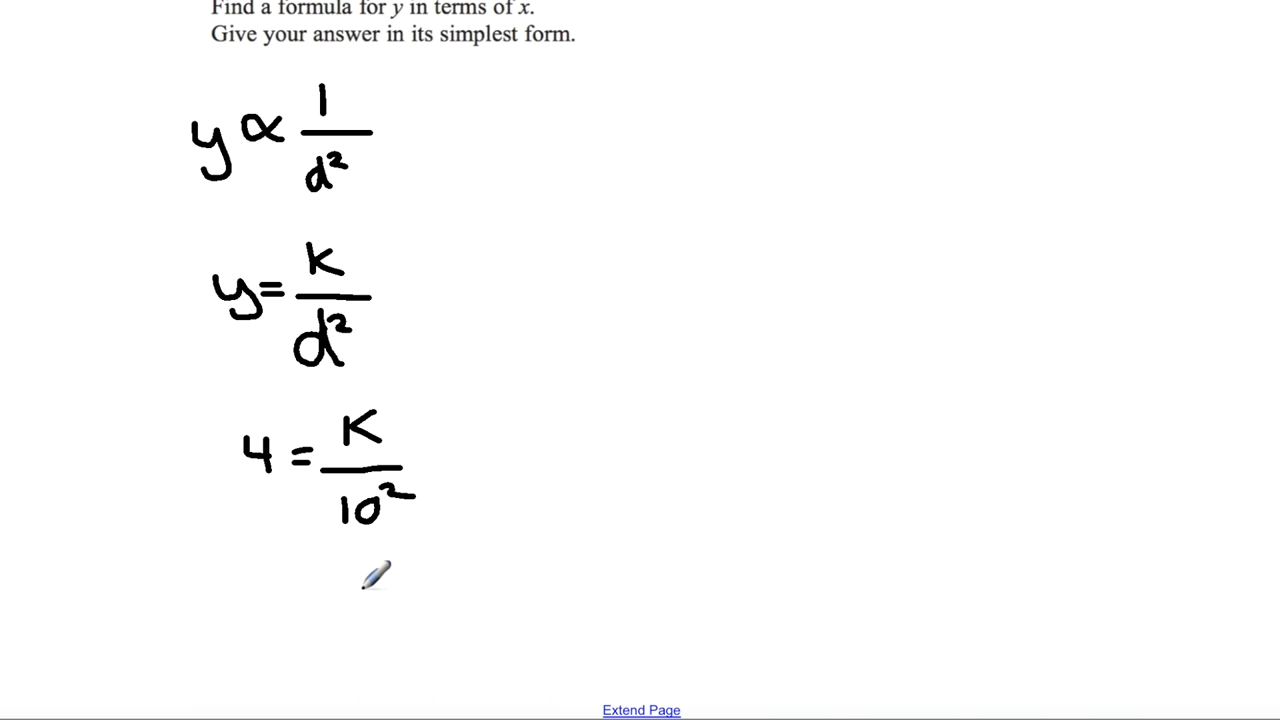 Find a formula for y in terms of x.
Give your answer in its simplest form.
y ∝ 1/d²
y = K/d²
4 = K/10²
Extend Page